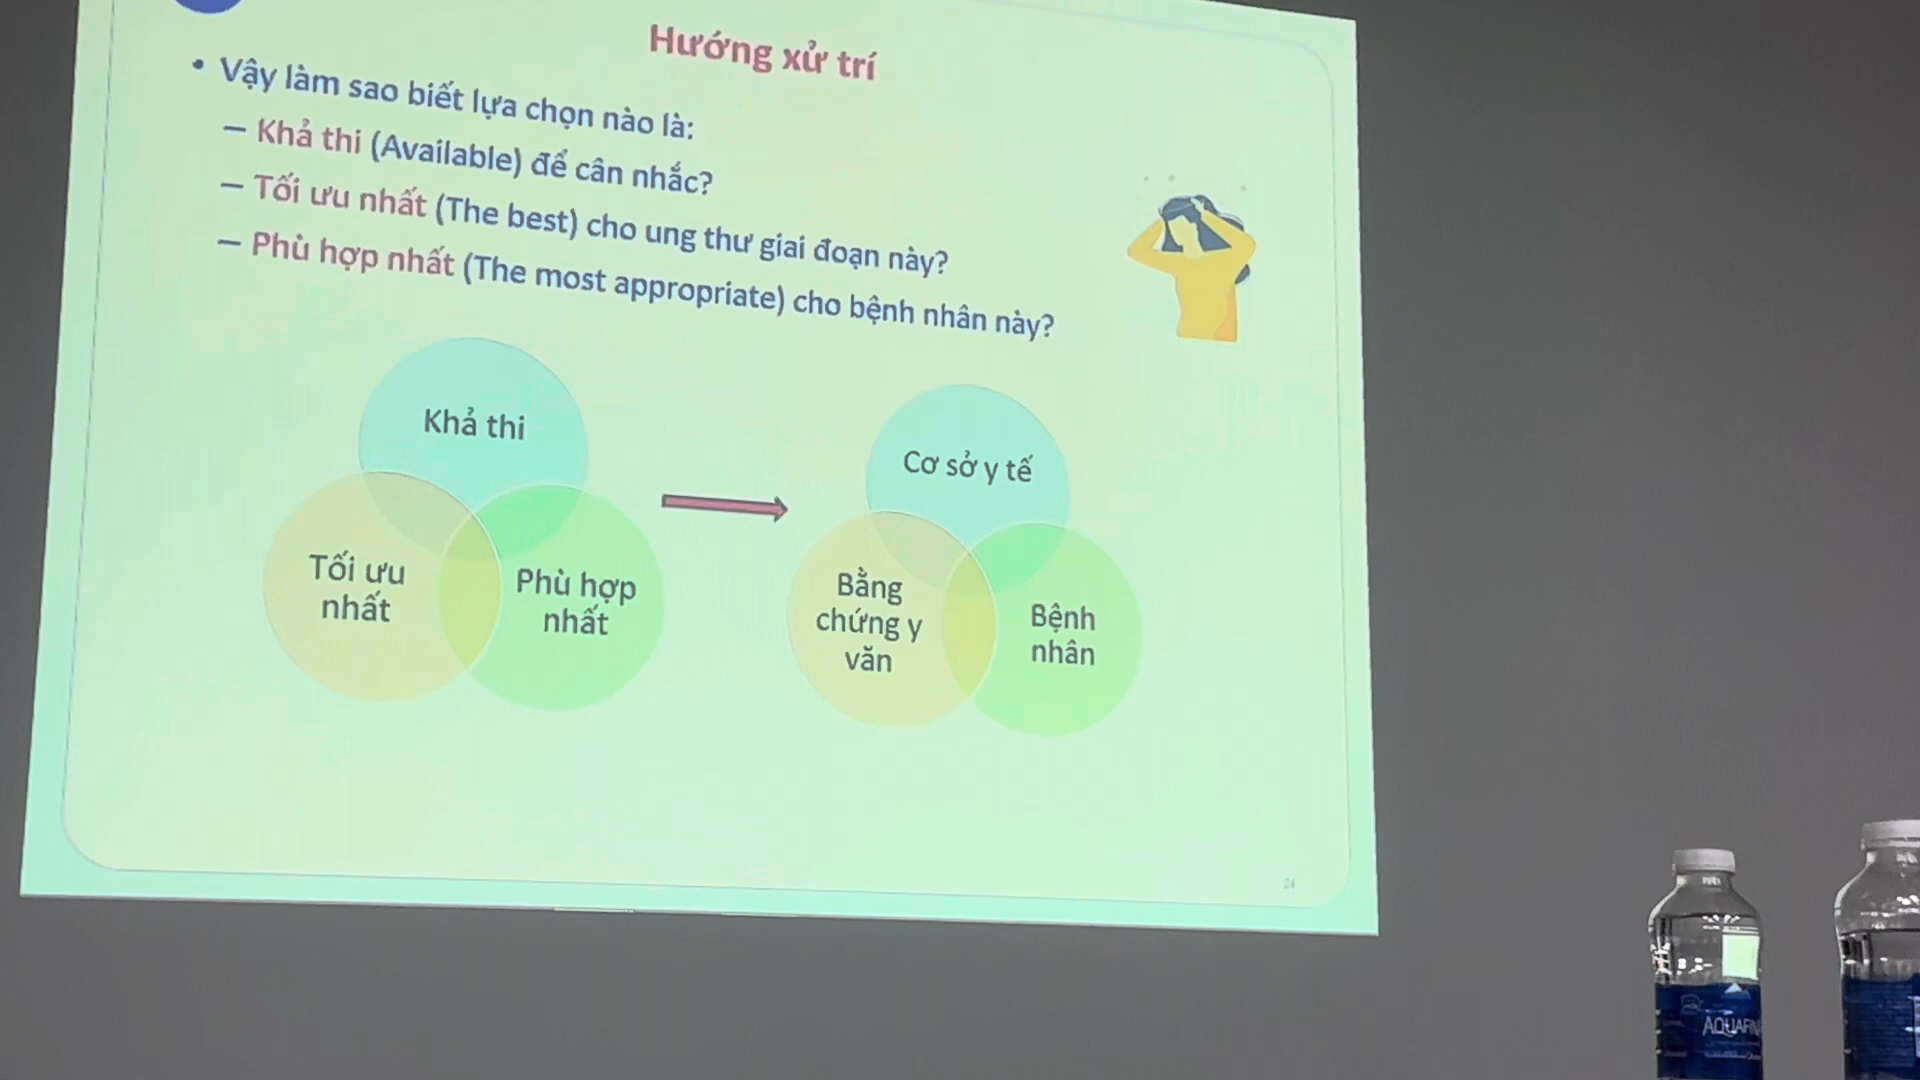 Hướng xử trí
• Vậy làm sao biết lựa chọn nào là:
– Khả thi (Available) để cân nhắc?
– Tối ưu nhất (The best) cho ung thư giai đoạn này?
– Phù hợp nhất (The most appropriate) cho bệnh nhân này?
Khả thi
Tối ưu
nhất
Phù hợp
nhất
Cơ sở y tế
Bằng
chứng y
văn
Bệnh
nhân
24
AQUAFIN